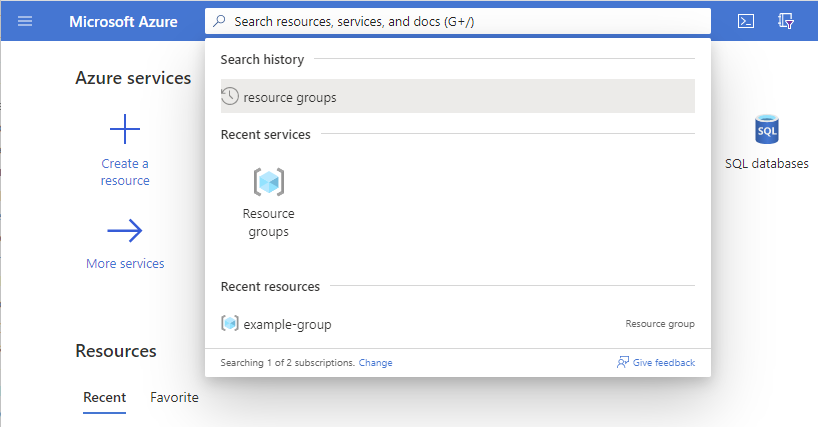 Microsoft Azure
Search resources, services, and docs (G+/)
Search history
resource groups
Recent services
Resource
groups
Recent resources
example-group
Resource group
Searching 1 of 2 subscriptions. Change
Give feedback
Azure services
Create a
resource
More services
SQL
SQL databases
Resources
Recent
Favorite